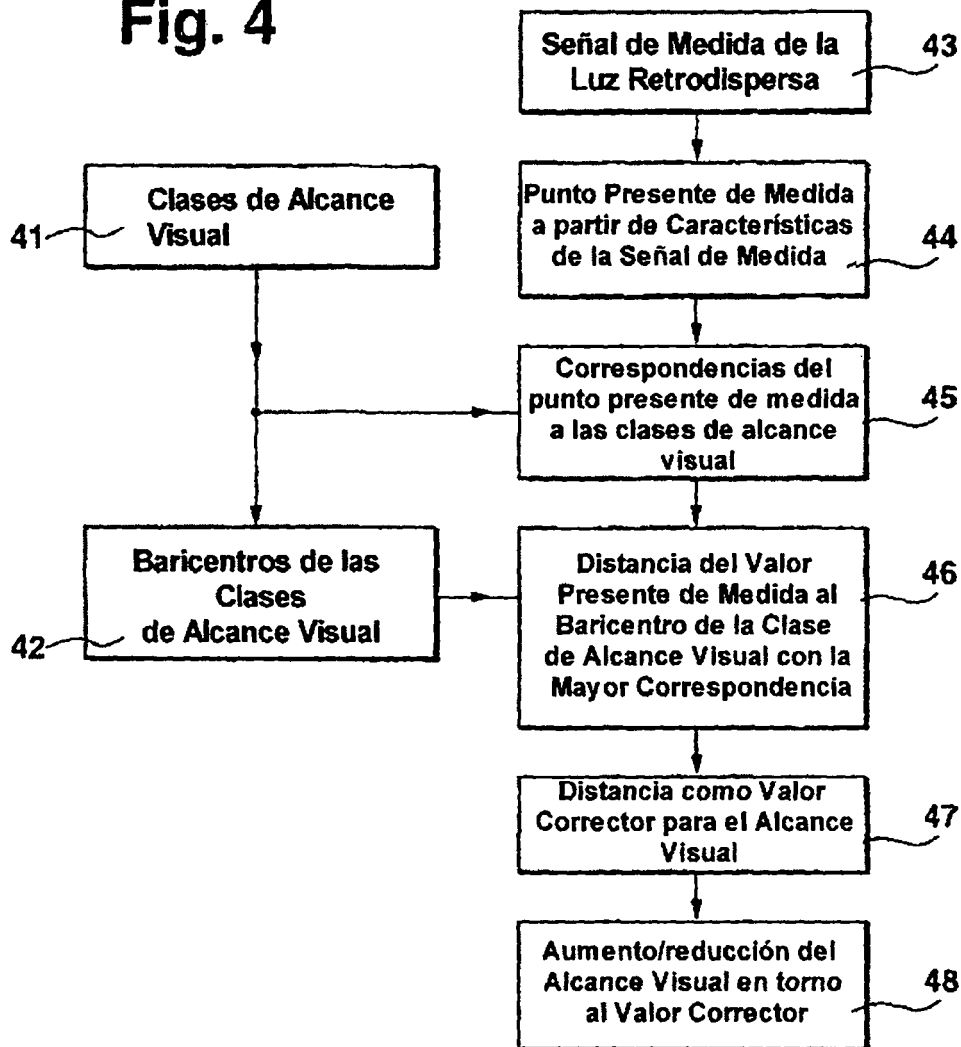 Fig. 4
Señal de Medida de la
Luz Retrodispersa
43
Clases de Alcance
Visual
41
Punto Presente de Medida
a partir de Características
de la Señal de Medida
44
Correspondencias del
punto presente de medida
a las clases de alcance
visual
45
Baricentros de las
Clases
de Alcance Visual
42
Distancia del Valor
Presente de Medida al
Baricentro de la Clase
de Alcance Visual con la
Mayor Correspondencia
46
Distancia como Valor
Corrector para el Alcance
Visual
47
Aumento/reducción del
Alcance Visual en torno
al Valor Corrector
48